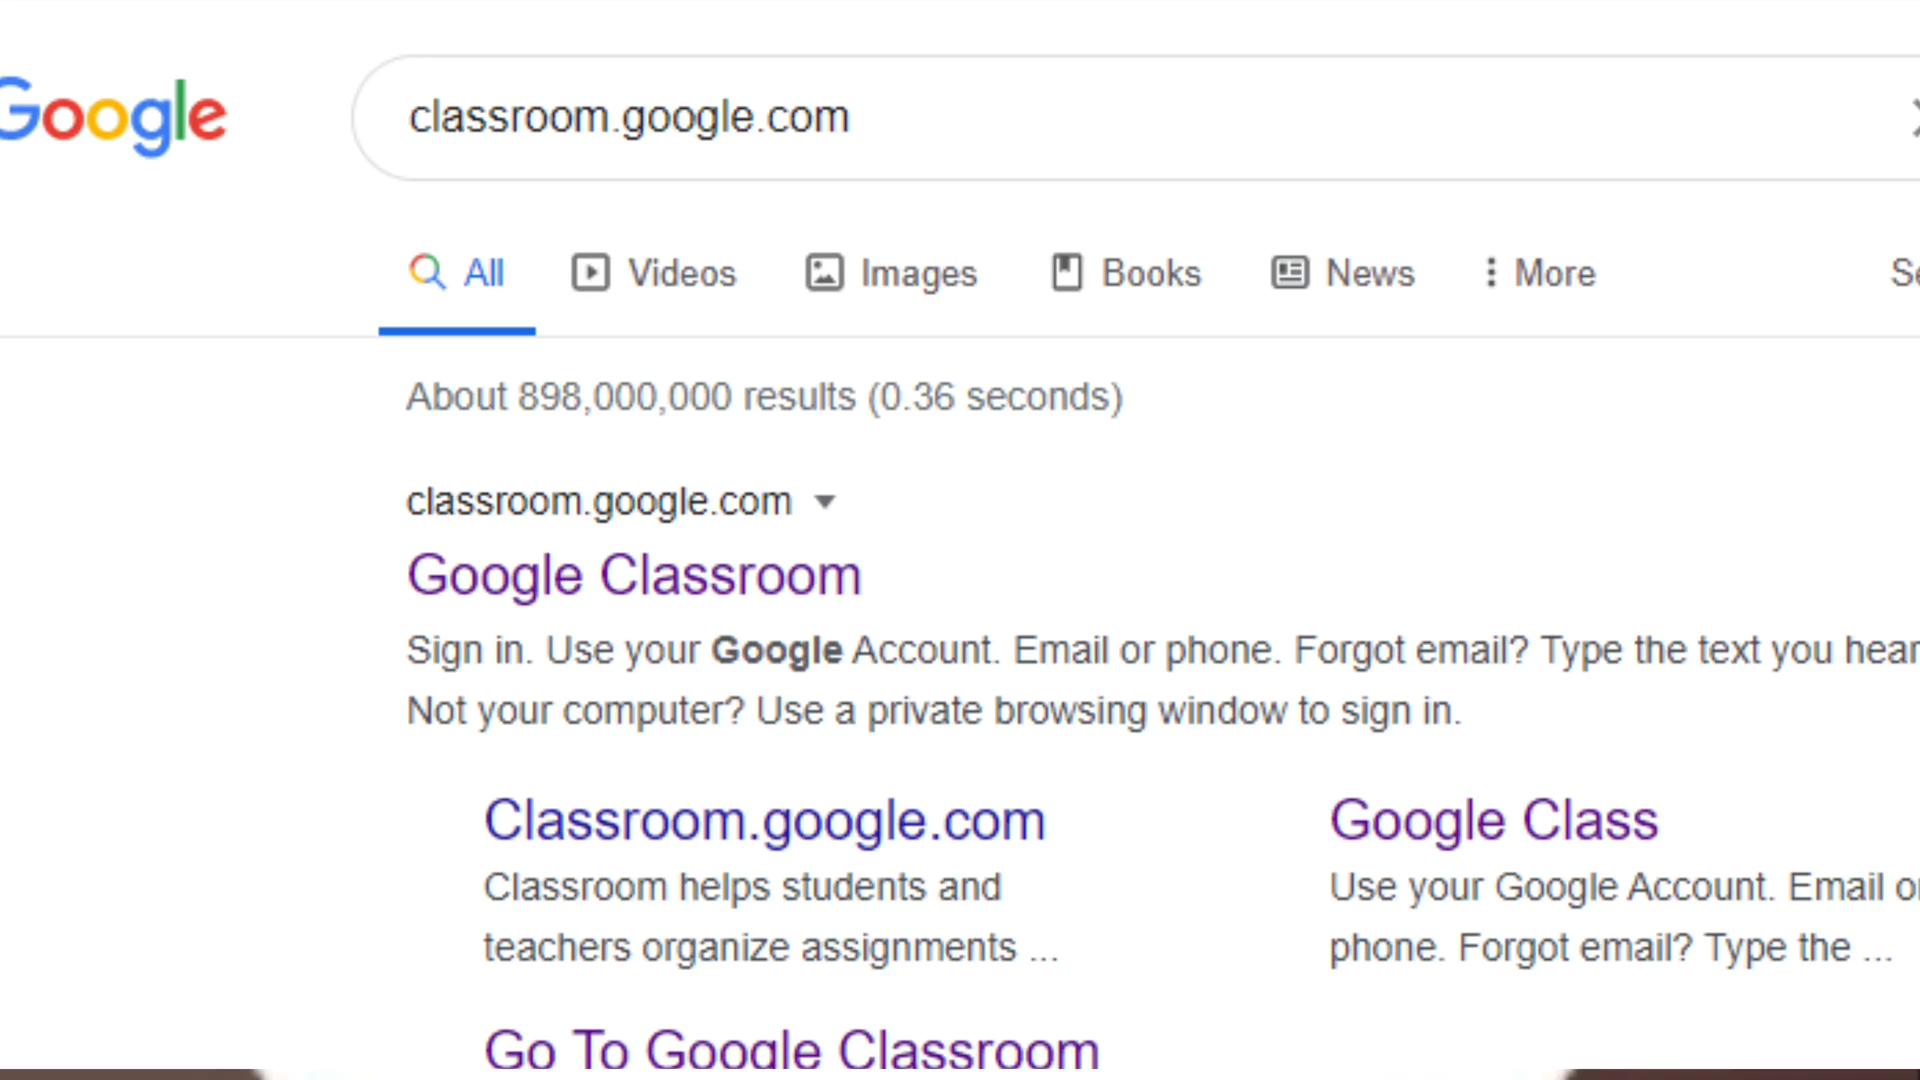 Google
classroom.google.com
All Videos Images Books News More
About 898,000,000 results (0.36 seconds)
classroom.google.com
Google Classroom
Sign in. Use your Google Account. Email or phone. Forgot email? Type the text you hear
Not your computer? Use a private browsing window to sign in.
Classroom.google.com
Classroom helps students and
teachers organize assignments ...
Google Class
Use your Google Account. Email or
phone. Forgot email? Type the ...
Go To Google Classroom